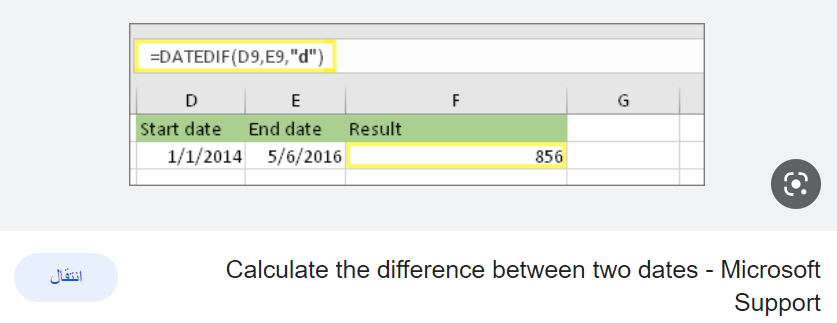 =DATEDIF(D9,E9,"d")
D E F G
Start date End date Result
1/1/2014 5/6/2016 856
انتقال
Calculate the difference between two dates - Microsoft
Support